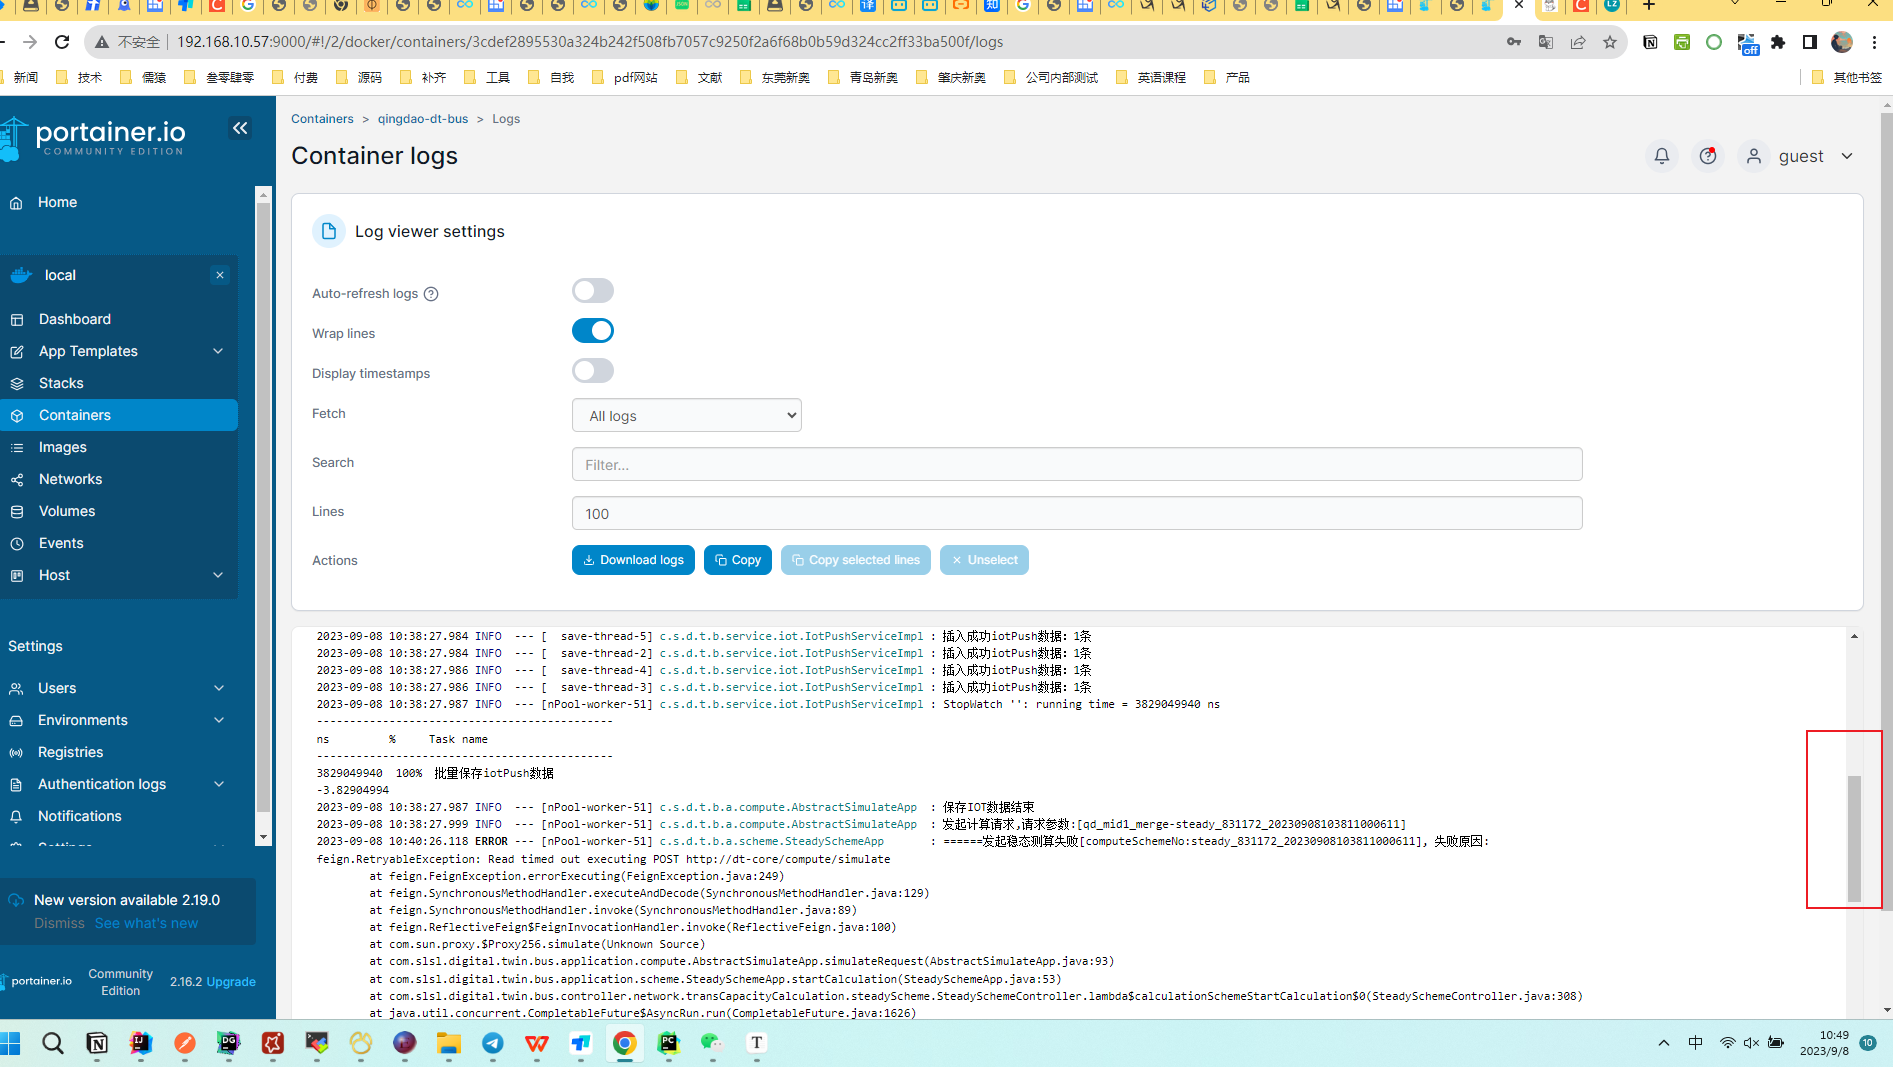 不安全 192.168.10.57:9000/#!/2/docker/containers/3cdef2895530a324b242f508fb7057c9250f2a6f68b0b59d324cc2ff33ba500f/logs
off
新闻 技术 儒猿 叁零肆零 付费 源码 补齐 工具 自我 pdf网站 文献 东莞新奥 青岛新奥 肇庆新奥 公司内部测试 英语课程 产品 其他书签
portainer.io
COMMUNITY EDITION
Home
local
Dashboard
App Templates
Stacks
Containers
Images
Networks
Volumes
Events
Host
Settings
Users
Environments
Registries
Authentication logs
Notifications
Settings
New version available 2.19.0
Dismiss See what's new
portainer.io Community Edition 2.16.2 Upgrade
Containers > qingdao-dt-bus > Logs
Container logs
guest
Log viewer settings
Auto-refresh logs
Wrap lines
Display timestamps
Fetch All logs
Search Filter...
Lines 100
Actions Download logs Copy Copy selected lines Unselect
2023-09-08 10:38:27.984 INFO --- [ save-thread-5] c.s.d.t.b.service.iot.IotPushServiceImpl : 插入成功iotPush数据: 1条
2023-09-08 10:38:27.984 INFO --- [ save-thread-2] c.s.d.t.b.service.iot.IotPushServiceImpl : 插入成功iotPush数据: 1条
2023-09-08 10:38:27.986 INFO --- [ save-thread-4] c.s.d.t.b.service.iot.IotPushServiceImpl : 插入成功iotPush数据: 1条
2023-09-08 10:38:27.986 INFO --- [ save-thread-3] c.s.d.t.b.service.iot.IotPushServiceImpl : 插入成功iotPush数据: 1条
2023-09-08 10:38:27.987 INFO --- [nPool-worker-51] c.s.d.t.b.service.iot.IotPushServiceImpl : StopWatch '': running time = 3829049940 ns
---------------------------------------------
ns % Task name
---------------------------------------------
3829049940 100% 批量保存iotPush数据
-3.82904994
2023-09-08 10:38:27.987 INFO --- [nPool-worker-51] c.s.d.t.b.a.compute.AbstractSimulateApp : 保存IOT数据结束
2023-09-08 10:38:27.999 INFO --- [nPool-worker-51] c.s.d.t.b.a.compute.AbstractSimulateApp : 发起计算请求,请求参数:[qd_mid1_merge-steady_831172_20230908103811000611]
2023-09-08 10:40:26.118 ERROR --- [nPool-worker-51] c.s.d.t.b.a.scheme.SteadySchemeApp : ======发起稳态测算失败[computeSchemeNo:steady_831172_20230908103811000611], 失败原因:
feign.RetryableException: Read timed out executing POST http://dt-core/compute/simulate
at feign.FeignException.errorExecuting(FeignException.java:249)
at feign.SynchronousMethodHandler.executeAndDecode(SynchronousMethodHandler.java:129)
at feign.SynchronousMethodHandler.invoke(SynchronousMethodHandler.java:89)
at feign.ReflectiveFeign$FeignInvocationHandler.invoke(ReflectiveFeign.java:100)
at com.sun.proxy.$Proxy256.simulate(Unknown Source)
at com.slsl.digital.twin.bus.application.compute.AbstractSimulateApp.simulateRequest(AbstractSimulateApp.java:93)
at com.slsl.digital.twin.bus.application.scheme.SteadySchemeApp.startCalculation(SteadySchemeApp.java:53)
at com.slsl.digital.twin.bus.controller.network.transCapacityCalculation.steadyScheme.SteadySchemeController.lambda$calculationSchemeStartCalculation$0(SteadySchemeController.java:308)
at java.util.concurrent.CompletableFuture$AsyncRun.run(CompletableFuture.java:1626)
中 10:49
2023/9/8 10